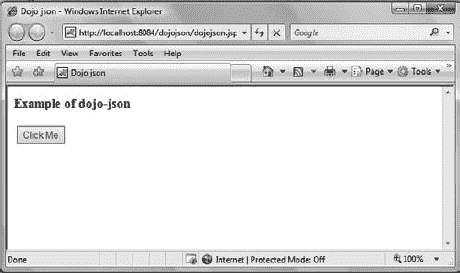 Dojo json - Windows Internet Explorer
http://localhost:8084/dojojson/dojojson.jsp
Google
File Edit View Favorites Tools Help
Dojo json
Page Tools
Example of dojo-json
Click Me
Done
Internet | Protected Mode: Off
100%